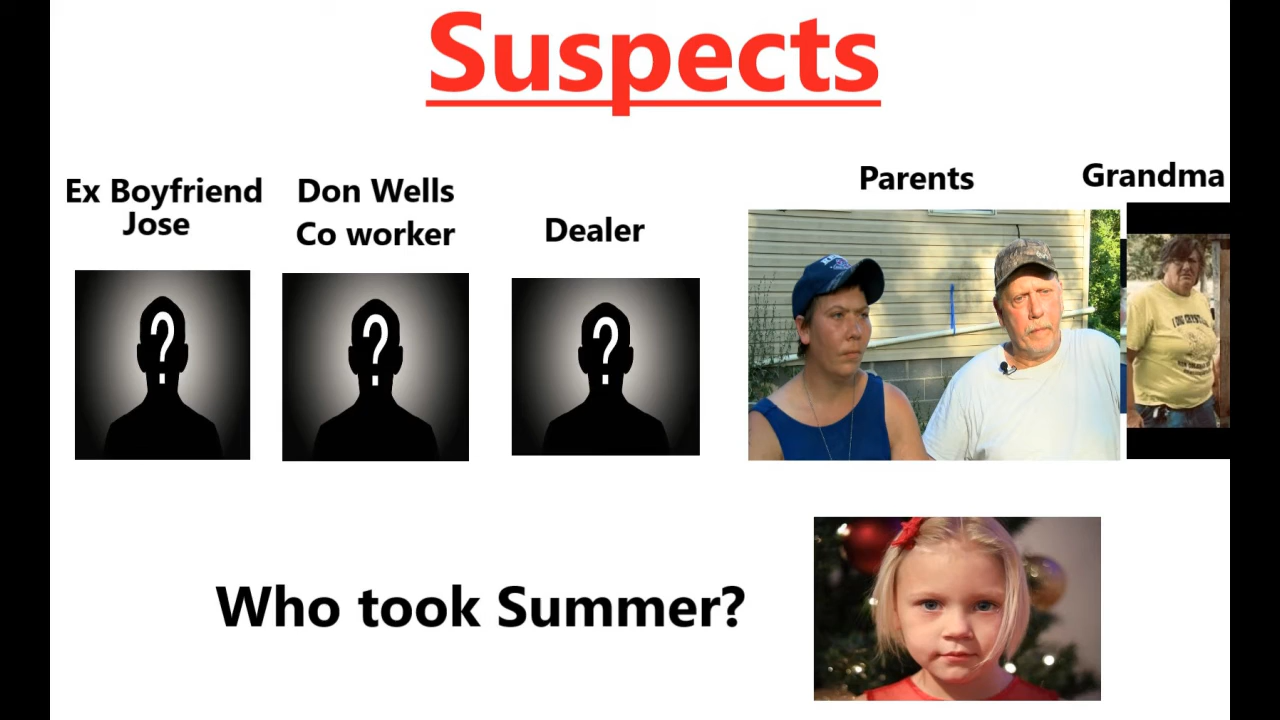 Suspects
Ex Boyfriend
Jose
Don Wells
Co worker
Dealer
Parents
Grandma
?
?
?
Who took Summer?